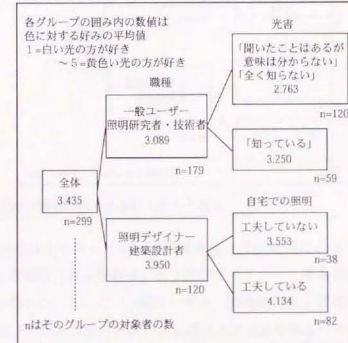 各グループの囲み内の数値は
色に対する好みの平均値
1=白い光の方が好き
～5=黄色い光の方が好き
光害
「聞いたことはあるが
意味は分からない」
「全く知らない」
2.763
n=120
職種
一般ユーザー
照明研究者・技術者
3.089
n=179
「知っている」
3.250
n=59
全体
3.435
n=299
自宅での照明
工夫していない
3.553
n=38
照明デザイナー
建築設計者
3.950
n=120
工夫している
4.134
n=82
nはそのグループの対象者の数